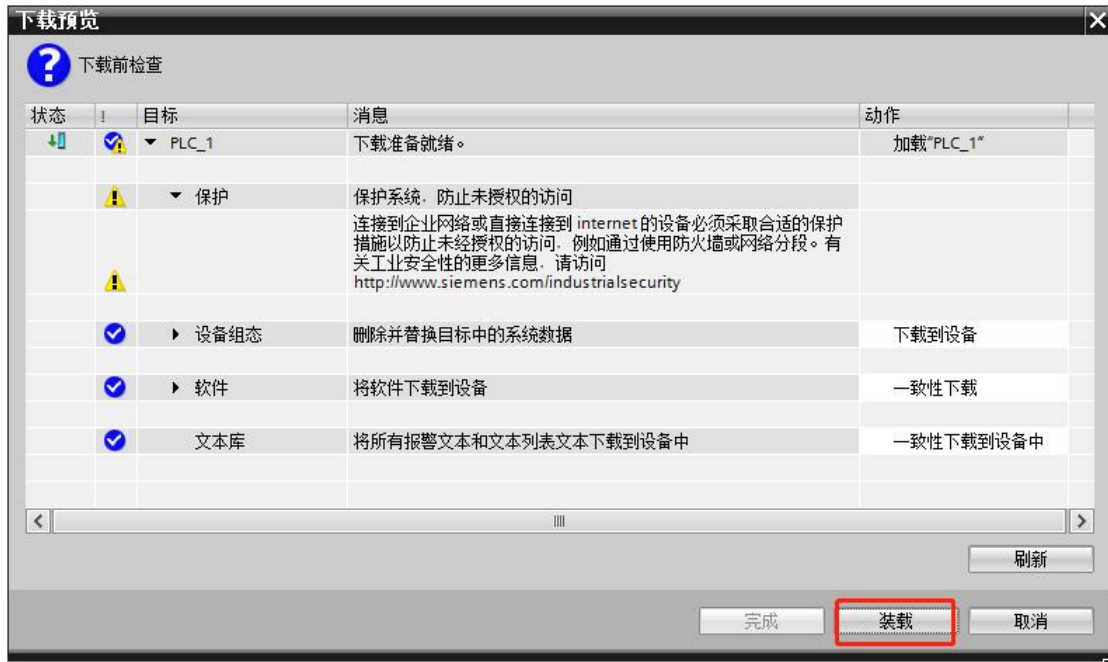 下载预览
下载前检查
状态 ! 目标 消息 动作
PLC_1 下载准备就绪。 加载“PLC_1”
保护 保护系统，防止未授权的访问
连接到企业网络或直接连接到 internet 的设备必须采取合适的保护
措施以防止未经授权的访问，例如通过使用防火墙或网络分段。有
关工业安全性的更多信息，请访问
http://www.siemens.com/industrialsecurity
设备组态 删除并替换目标中的系统数据 下载到设备
软件 将软件下载到设备 一致性下载
文本库 将所有报警文本和文本列表文本下载到设备中 一致性下载到设备中
刷新
完成 装载 取消